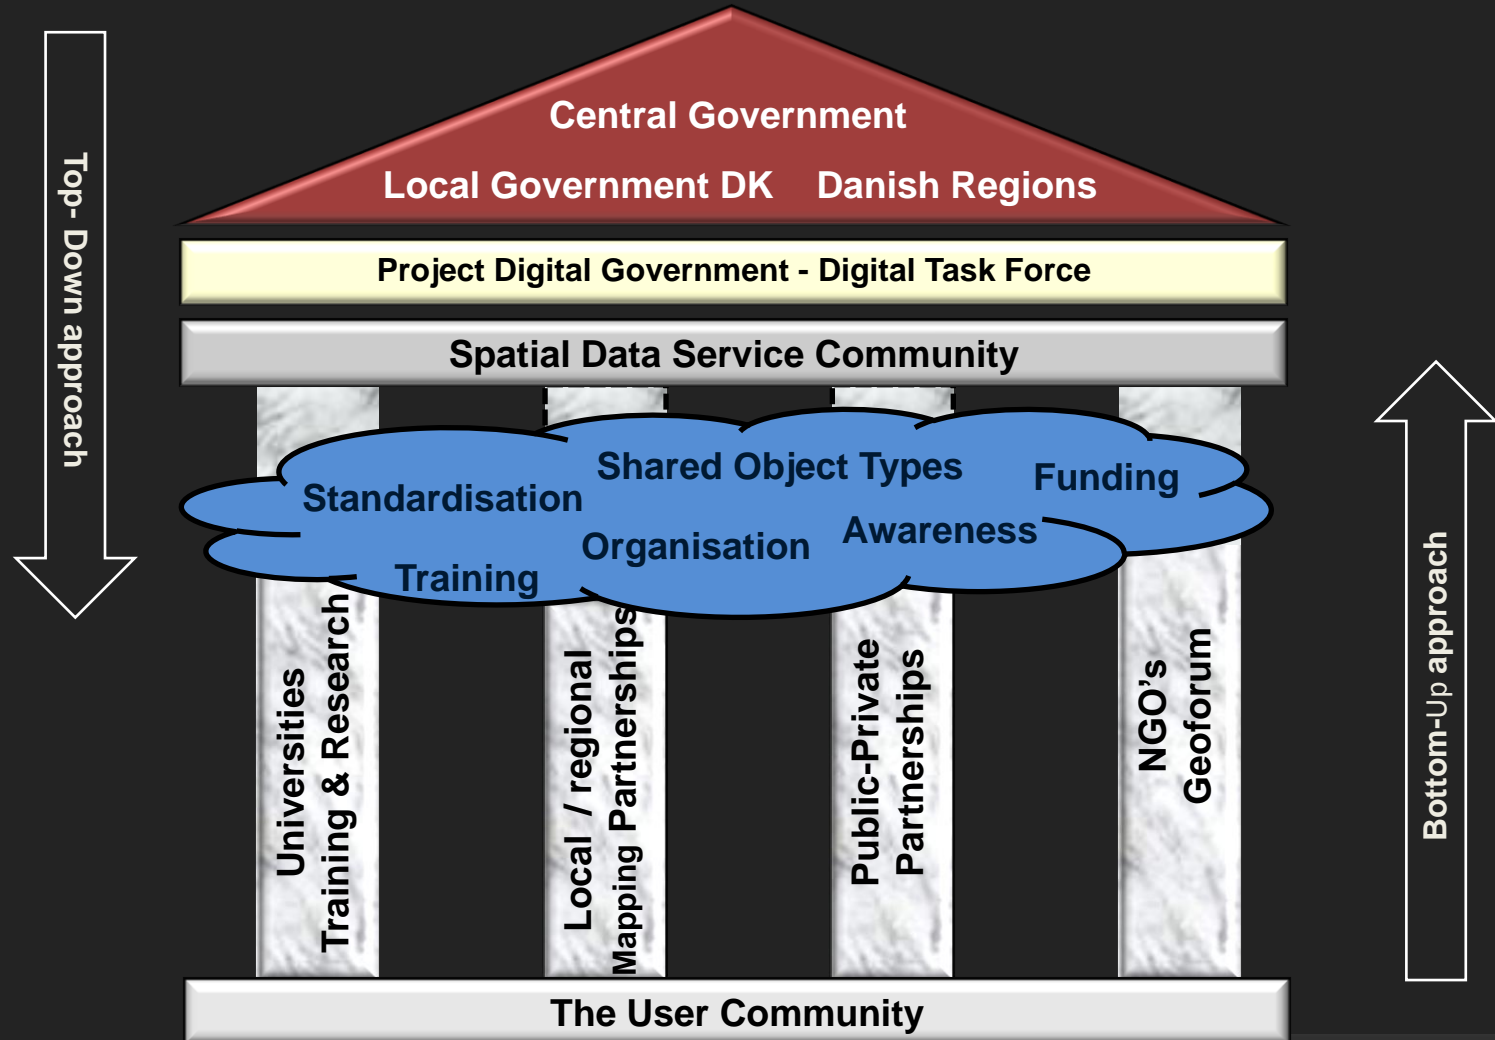 Central Government
Local Government DK Danish Regions
Project Digital Government - Digital Task Force
Spatial Data Service Community
Top- Down approach
Shared Object Types
Funding
Standardisation
Awareness
Organisation
Training
Universities
Training & Research
Local / regional
Mapping Partnerships
Public-Private
Partnerships
NGO's
Geoforum
Bottom-Up approach
The User Community